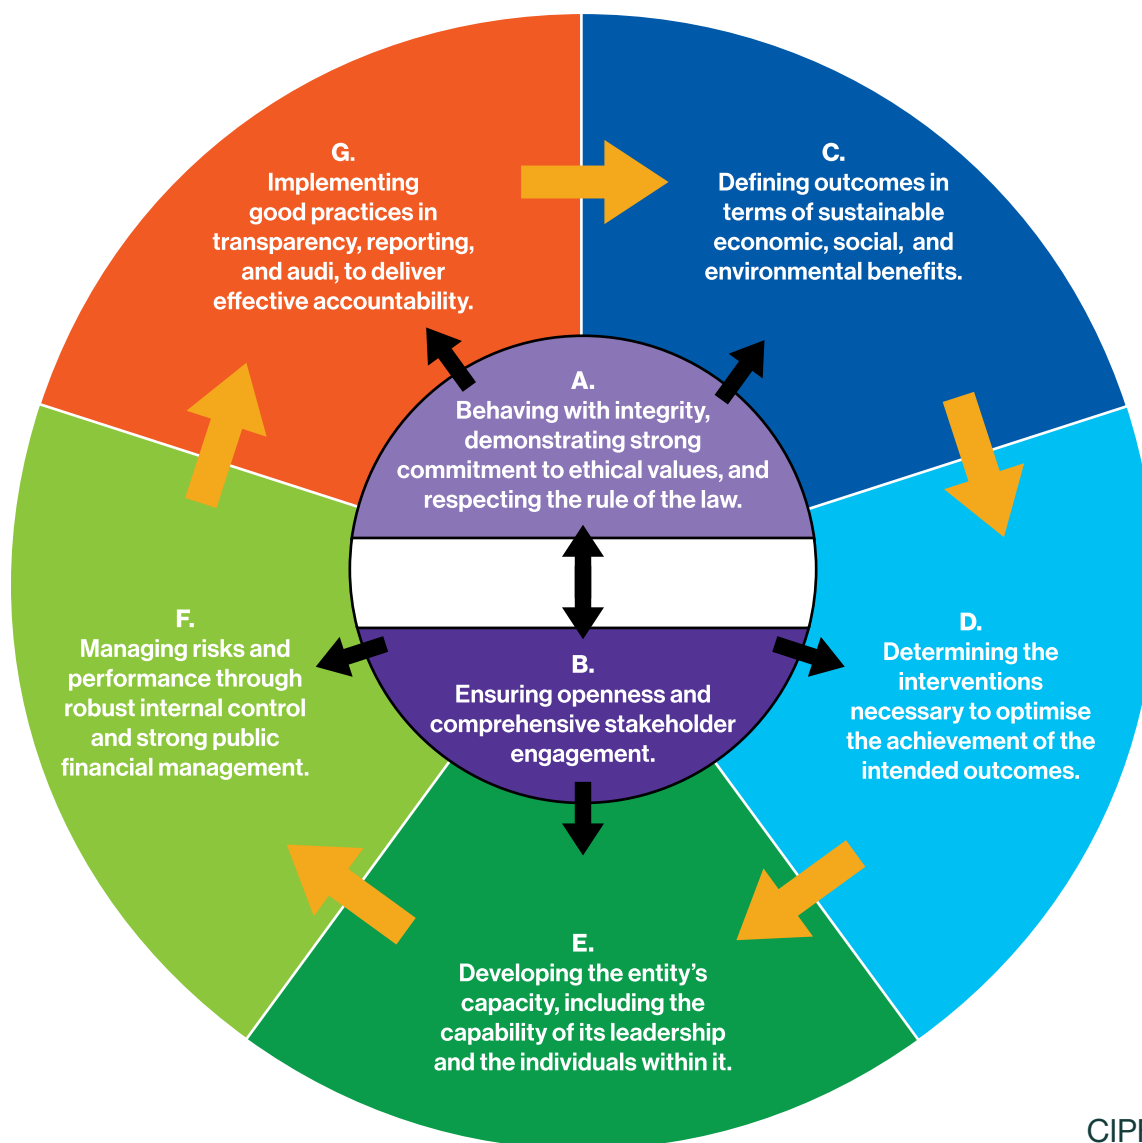 G.
Implementing
good practices in
transparency, reporting,
and audi, to deliver
effective accountability.
C.
Defining outcomes in
terms of sustainable
economic, social, and
environmental benefits.
A.
Behaving with integrity,
demonstrating strong
commitment to ethical values, and
respecting the rule of the law.
F.
Managing risks and
performance through
robust internal control
and strong public
financial management.
B.
Ensuring openness and
comprehensive stakeholder
engagement.
D.
Determining the
interventions
necessary to optimise
the achievement of the
intended outcomes.
E.
Developing the entity’s
capacity, including the
capability of its leadership
and the individuals within it.